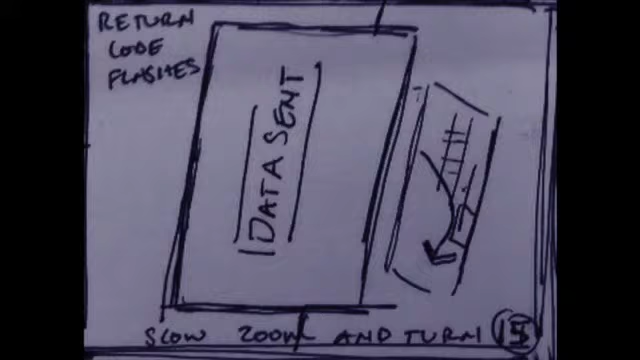 RETURN
CODE
FLASHES
DATA SENT
SLOW ZOOM AND TURN
15